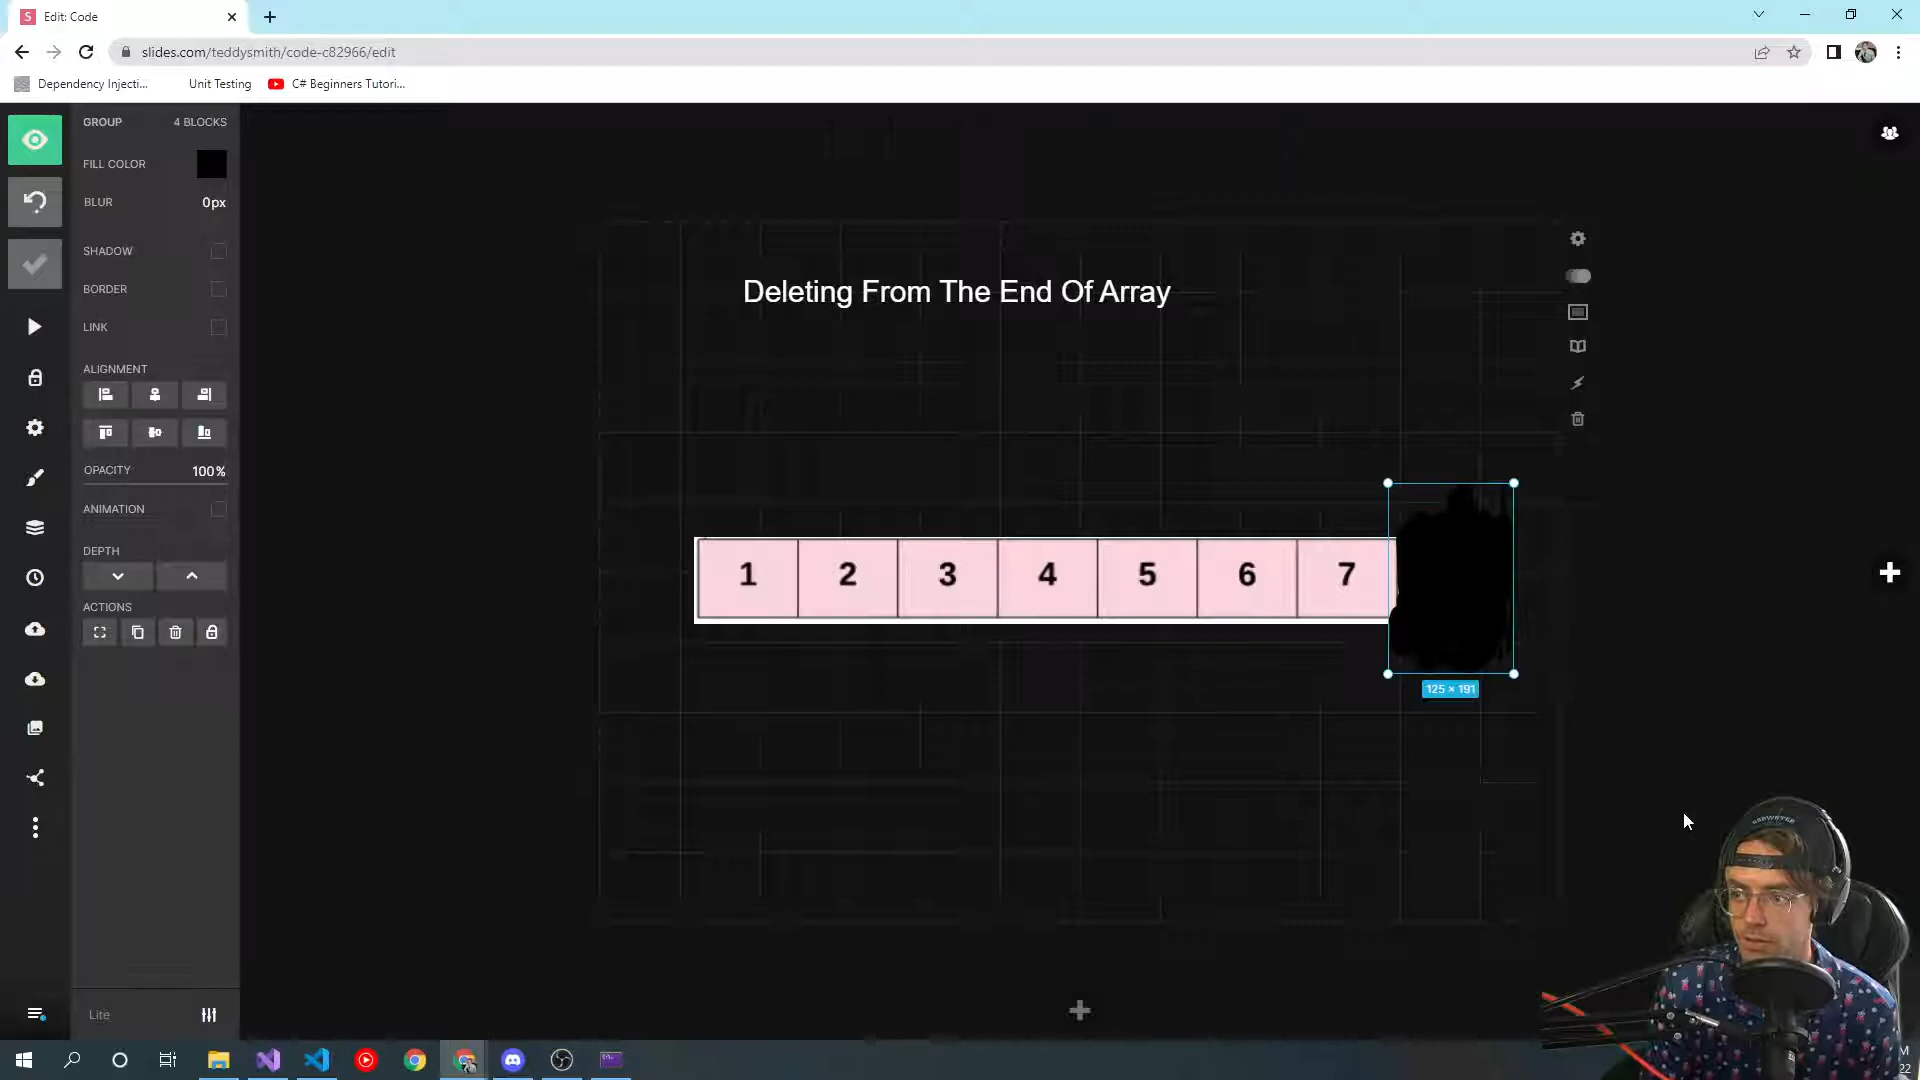 Edit: Code
slides.com/teddysmith/code-c82966/edit
Dependency Injecti...
Unit Testing
C# Beginners Tutori...
GROUP 4 BLOCKS
FILL COLOR
BLUR 0px
SHADOW
BORDER
LINK
ALIGNMENT
OPACITY 100%
ANIMATION
DEPTH
ACTIONS
Lite
Deleting From The End Of Array
1 2 3 4 5 6 7
125 × 191
M
22